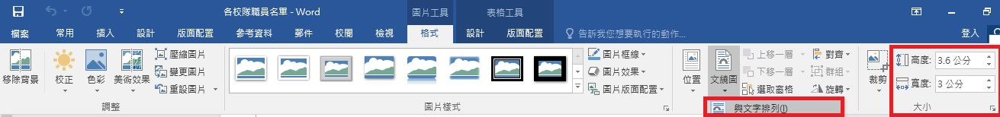 各校隊職員名單 - Word
圖片工具 表格工具
檔案 常用 插入 設計 版面配置 參考資料 郵件 校閱 檢視 格式 設計 版面配置 告訴我您想要執行的動作... 登入
移除背景 校正 色彩 美術效果 壓縮圖片 變更圖片 重設圖片
圖片框線 圖片效果 圖片版面配置
位置 文繞圖 上移一層 下移一層 選取窗格 對齊 群組 旋轉
裁剪 高度: 3.6 公分
寬度: 3 公分
調整 圖片樣式 與文字排列(I) 大小